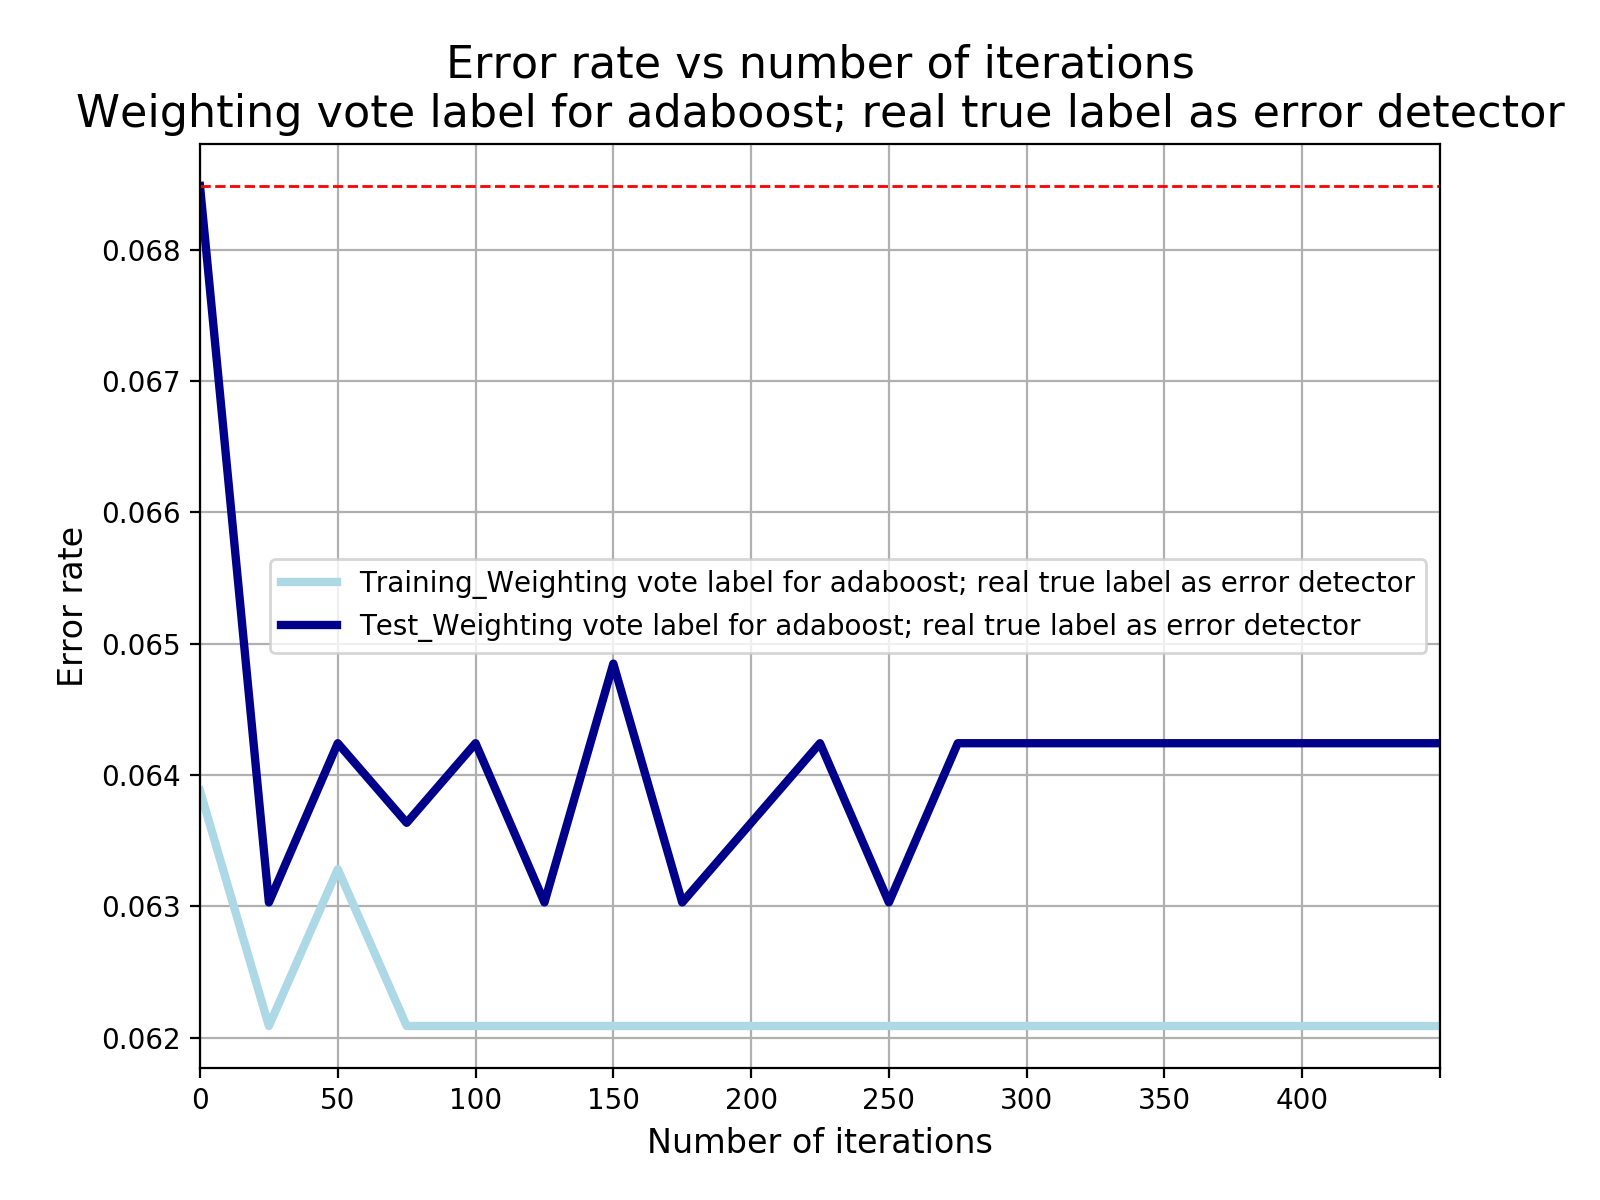 Error rate vs number of iterations
Weighting vote label for adaboost; real true label as error detector
0.068
0.067
0.066
0.065
0.064
0.063
0.062
Error rate
Training_Weighting vote label for adaboost; real true label as error detector
Test_Weighting vote label for adaboost; real true label as error detector
0 50 100 150 200 250 300 350 400
Number of iterations